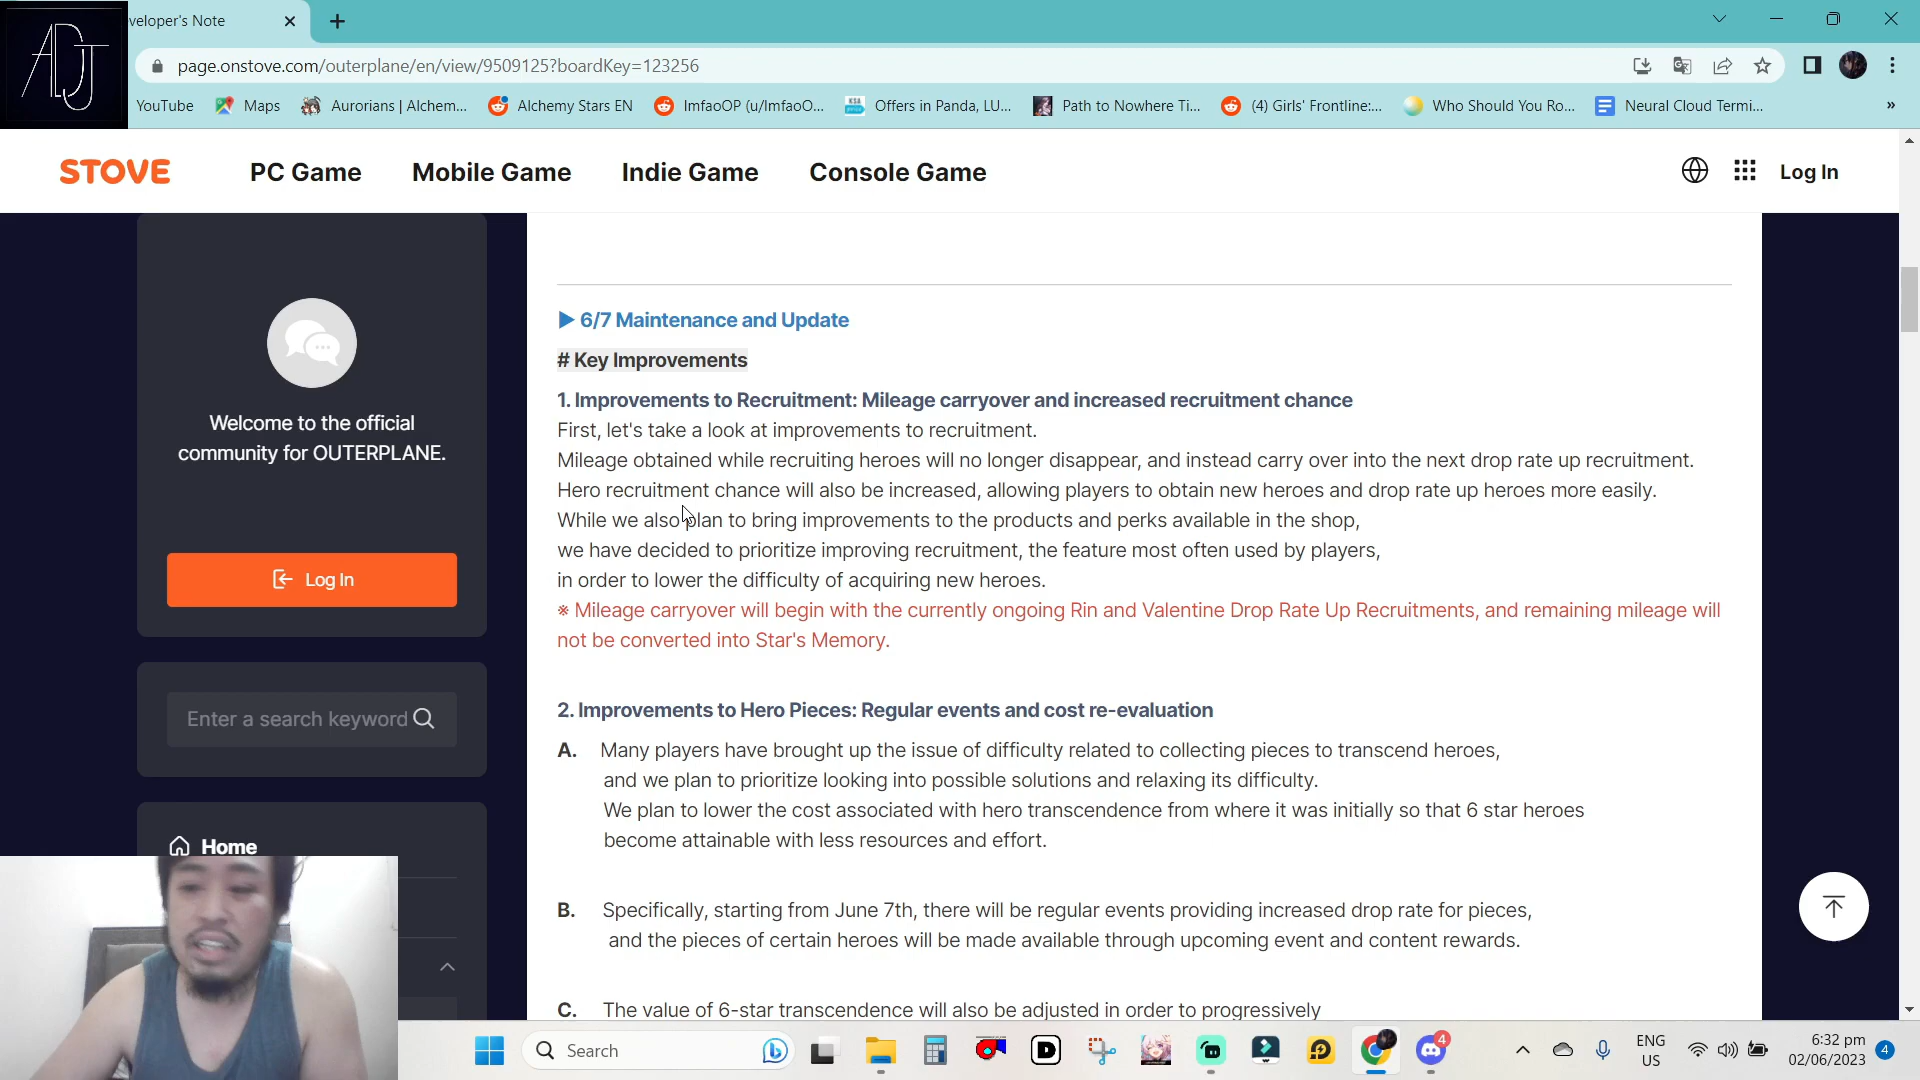 ADJ
veloper's Note
page.onstove.com/outerplane/en/view/9509125?boardKey=123256
YouTube
Maps
Aurorians | Alchem...
Alchemy Stars EN
lmfaoOP (u/lmfaoO...
Offers in Panda, LU...
Path to Nowhere Ti...
(4) Girls' Frontline:...
Who Should You Ro...
Neural Cloud Termi...
»
STOVE
PC Game
Mobile Game
Indie Game
Console Game
Log In
Welcome to the official
community for OUTERPLANE.
Log In
Enter a search keyword
Home
▶ 6/7 Maintenance and Update
# Key Improvements
1. Improvements to Recruitment: Mileage carryover and increased recruitment chance
First, let's take a look at improvements to recruitment.
Mileage obtained while recruiting heroes will no longer disappear, and instead carry over into the next drop rate up recruitment.
Hero recruitment chance will also be increased, allowing players to obtain new heroes and drop rate up heroes more easily.
While we also plan to bring improvements to the products and perks available in the shop,
we have decided to prioritize improving recruitment, the feature most often used by players,
in order to lower the difficulty of acquiring new heroes.
※ Mileage carryover will begin with the currently ongoing Rin and Valentine Drop Rate Up Recruitments, and remaining mileage will
not be converted into Star's Memory.
2. Improvements to Hero Pieces: Regular events and cost re-evaluation
A. Many players have brought up the issue of difficulty related to collecting pieces to transcend heroes,
and we plan to prioritize looking into possible solutions and relaxing its difficulty.
We plan to lower the cost associated with hero transcendence from where it was initially so that 6 star heroes
become attainable with less resources and effort.
B. Specifically, starting from June 7th, there will be regular events providing increased drop rate for pieces,
and the pieces of certain heroes will be made available through upcoming event and content rewards.
C. The value of 6-star transcendence will also be adjusted in order to progressively
Search
D
4
ENG
US
6:32 pm
02/06/2023
4